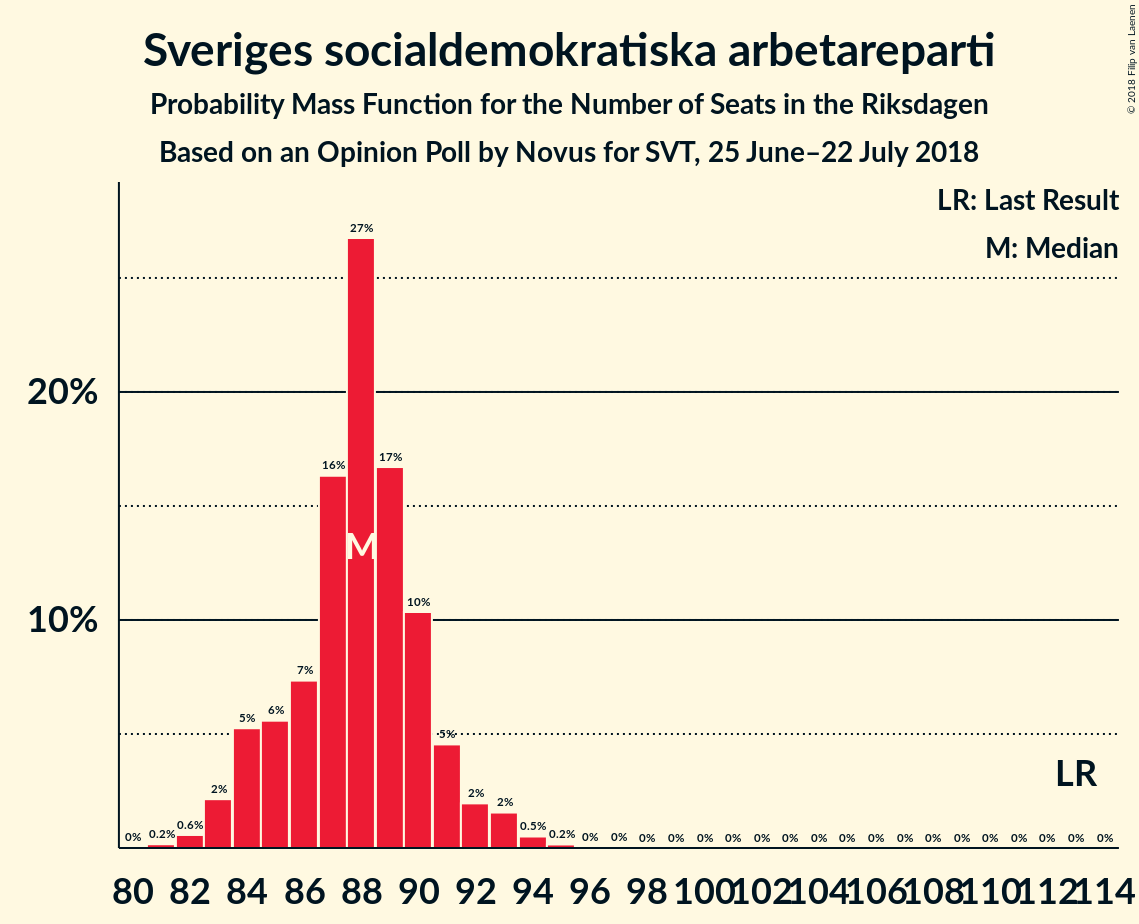 Sveriges socialdemokratiska arbetareparti
Probability Mass Function for the Number of Seats in the Riksdagen
Based on an Opinion Poll by Novus for SVT, 25 June–22 July 2018
© 2018 Filip van Laenen
LR: Last Result
M: Median
20%
10%
0% 0.2% 0.6% 2% 5% 6% 7% 16% 27% 17% 10% 5% 2% 2% 0.5% 0.2% 0% 0% 0% 0% 0% 0% 0% 0% 0% 0% 0% 0% 0% 0% 0% 0% 0% 0% 0%
M
LR
80 82 84 86 88 90 92 94 96 98 100 102 104 106 108 110 112 114